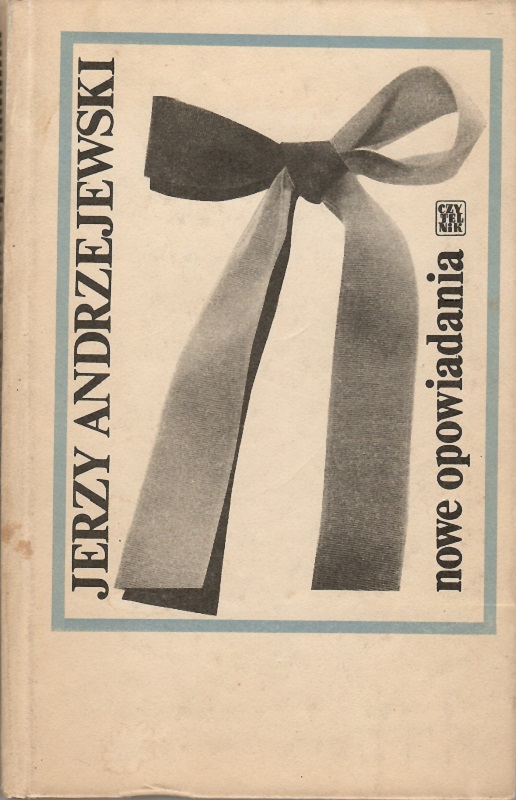 JERZY ANDRZEJEWSKI
CZY
TEL
NiK
nowe opowiadania